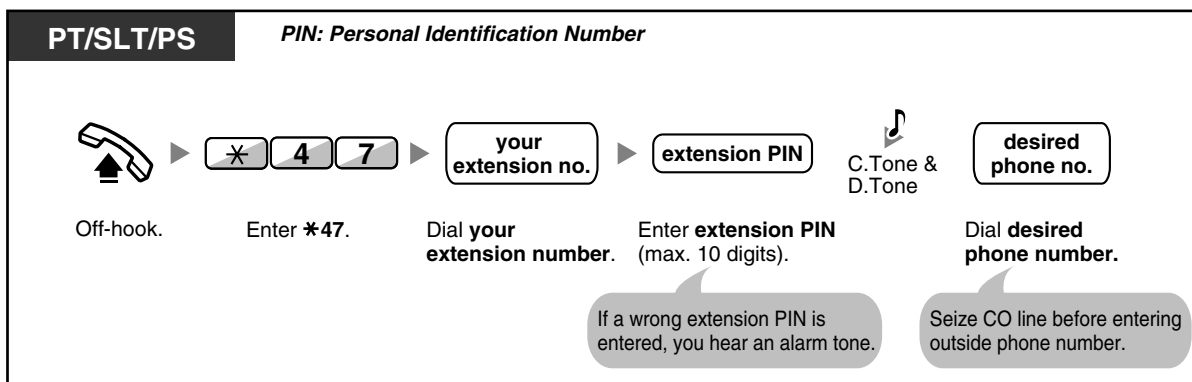 PT/SLT/PS
PIN: Personal Identification Number
* 4 7
your
extension no.
extension PIN
C.Tone &
D.Tone
desired
phone no.
Off-hook.
Enter *47.
Dial your
extension number.
Enter extension PIN
(max. 10 digits).
Dial desired
phone number.
If a wrong extension PIN is
entered, you hear an alarm tone.
Seize CO line before entering
outside phone number.